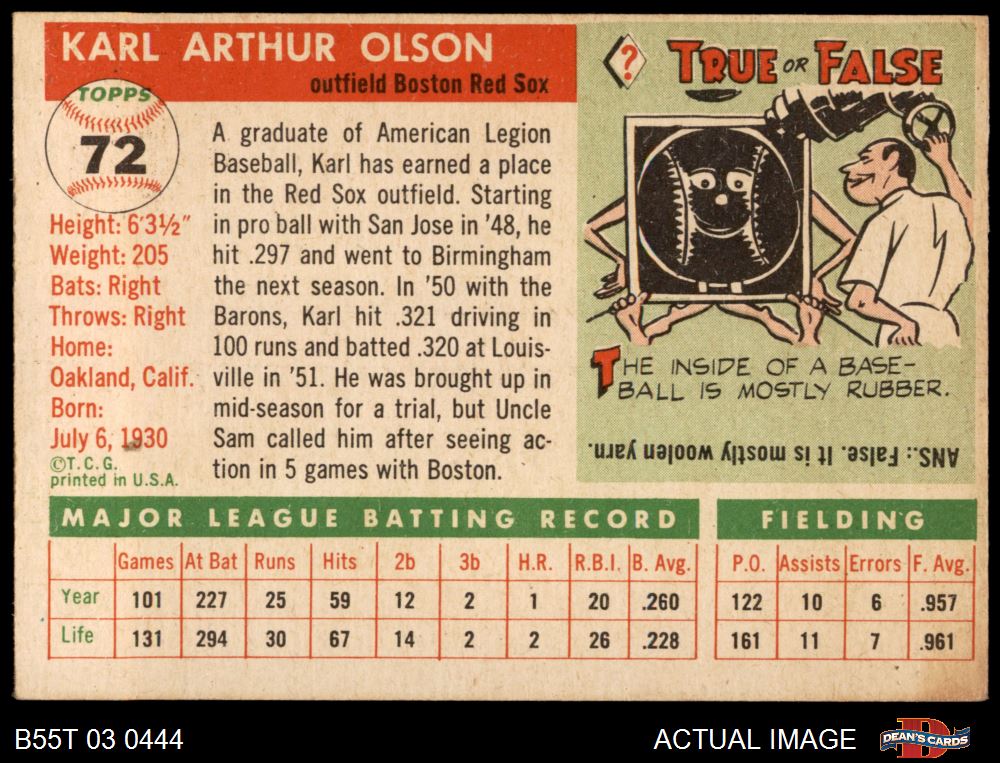 KARL ARTHUR OLSON
outfield Boston Red Sox
TOPPS
72
Height: 6'3½"
Weight: 205
Bats: Right
Throws: Right
Home:
Oakland, Calif.
Born:
July 6, 1930
©T.C.G.
printed in U.S.A.
A graduate of American Legion
Baseball, Karl has earned a place
in the Red Sox outfield. Starting
in pro ball with San Jose in '48, he
hit .297 and went to Birmingham
the next season. In '50 with the
Barons, Karl hit .321 driving in
100 runs and batted .320 at Louis-
ville in '51. He was brought up in
mid-season for a trial, but Uncle
Sam called him after seeing ac-
tion in 5 games with Boston.
? TRUE OR FALSE
THE INSIDE OF A BASE-
BALL IS MOSTLY RUBBER.
ANS.: False. It is mostly woolen yarn.
MAJOR LEAGUE BATTING RECORD
Games At Bat Runs Hits 2b 3b H.R. R.B.I. B. Avg.
Year 101 227 25 59 12 2 1 20 .260
Life 131 294 30 67 14 2 2 26 .228
FIELDING
P.O. Assists Errors F. Avg.
122 10 6 .957
161 11 7 .961
B55T 03 0444
ACTUAL IMAGE
D
DEAN'S CARDS